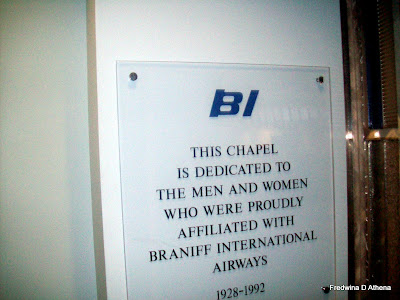 BI
THIS CHAPEL
IS DEDICATED TO
THE MEN AND WOMEN
WHO WERE PROUDLY
AFFILIATED WITH
BRANIFF INTERNATIONAL
AIRWAYS
1928-1992
Fredwina D Athena